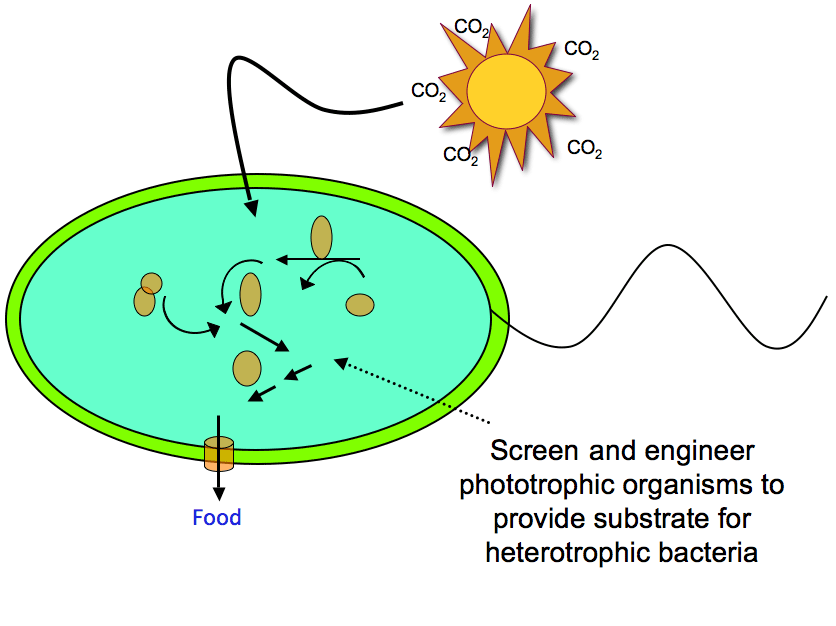 CO2
CO2
CO2
CO2
CO2
Food
Screen and engineer
phototrophic organisms to
provide substrate for
heterotrophic bacteria